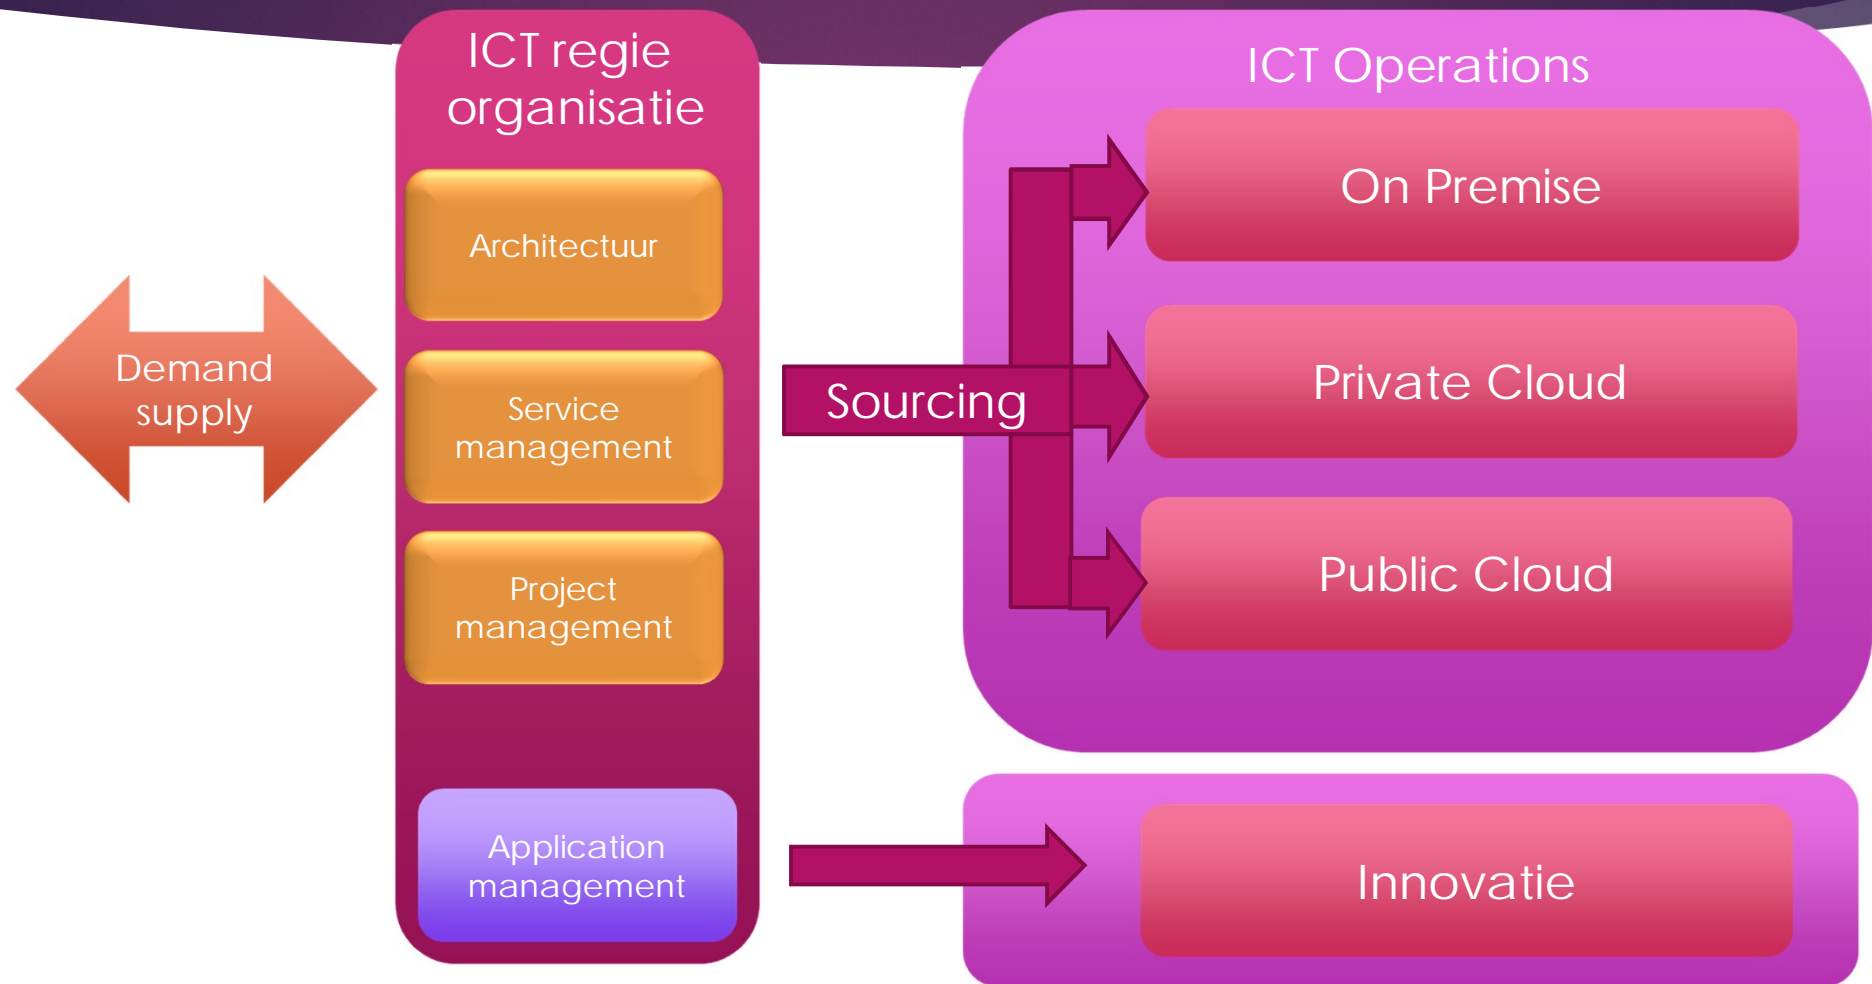 ICT regie
organisatie
Architectuur
Service
management
Project
management
Application
management
Demand
supply
Sourcing
ICT Operations
On Premise
Private Cloud
Public Cloud
Innovatie